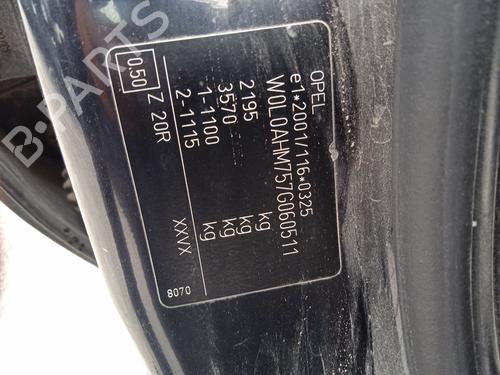 OPEL
e1*2001/116*0325
W0L0AHM757G060511
2195 kg
3570 kg
1-1100 kg
2-1115 kg
0.50 Z 20R XXVX
8070
B-PARTS